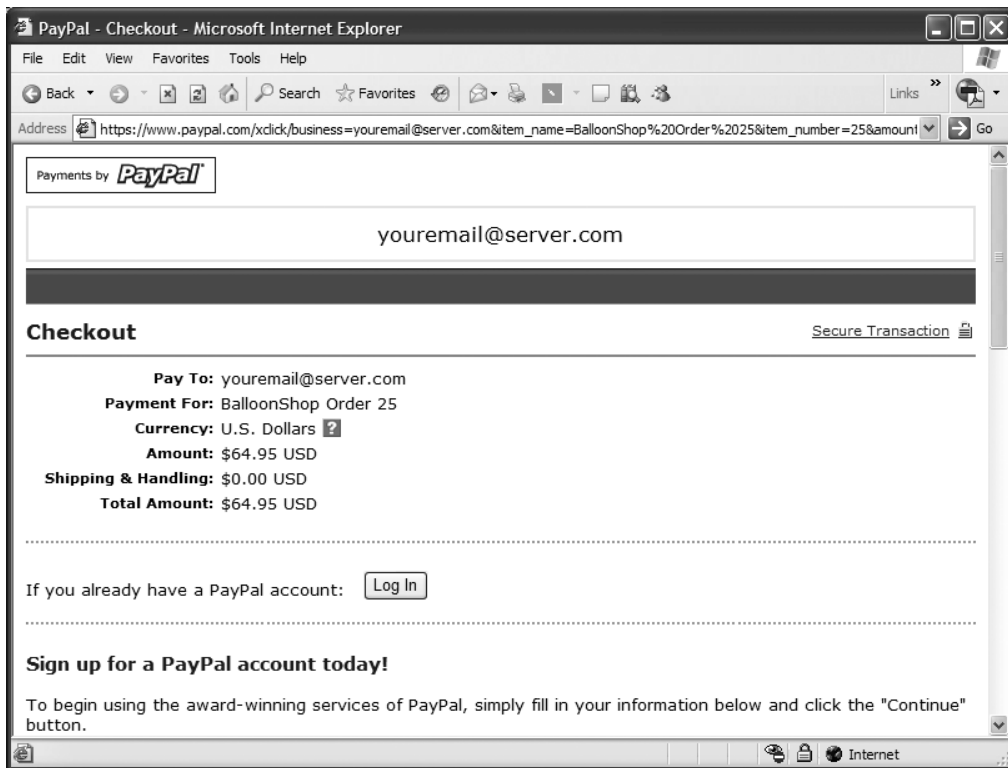 PayPal - Checkout - Microsoft Internet Explorer
File Edit View Favorites Tools Help
Back Search Favorites Links »
Address https://www.paypal.com/xclick/business=youremail@server.com&item_name=BalloonShop%20Order%2025&item_number=25&amount Go
Payments by PayPal
youremail@server.com
Checkout Secure Transaction
Pay To: youremail@server.com
Payment For: BalloonShop Order 25
Currency: U.S. Dollars ?
Amount: $64.95 USD
Shipping & Handling: $0.00 USD
Total Amount: $64.95 USD
If you already have a PayPal account: Log In
Sign up for a PayPal account today!
To begin using the award-winning services of PayPal, simply fill in your information below and click the "Continue"
button.
Internet